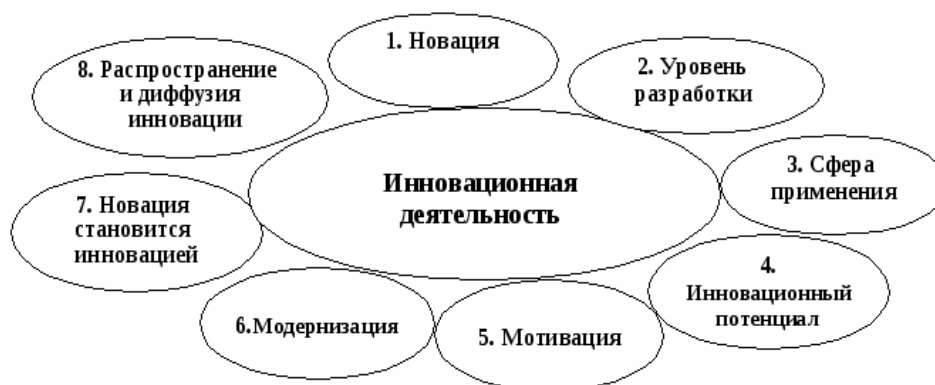 1. Новация
2. Уровень
разработки
3. Сфера
применения
4.
Инновационный
потенциал
5. Мотивация
6.Модернизация
7. Новация
становится
инновацией
8. Распространение
и диффузия
инновации
Инновационная
деятельность